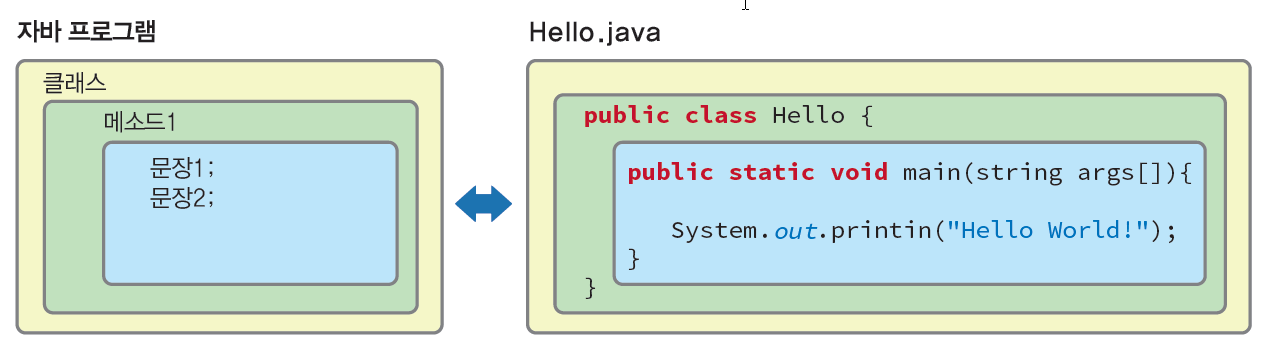 자바 프로그램
클래스
메소드1
문장1;
문장2;
Hello.java
public class Hello {
public static void main(string args[]){
System.out.printin("Hello World!");
}
}